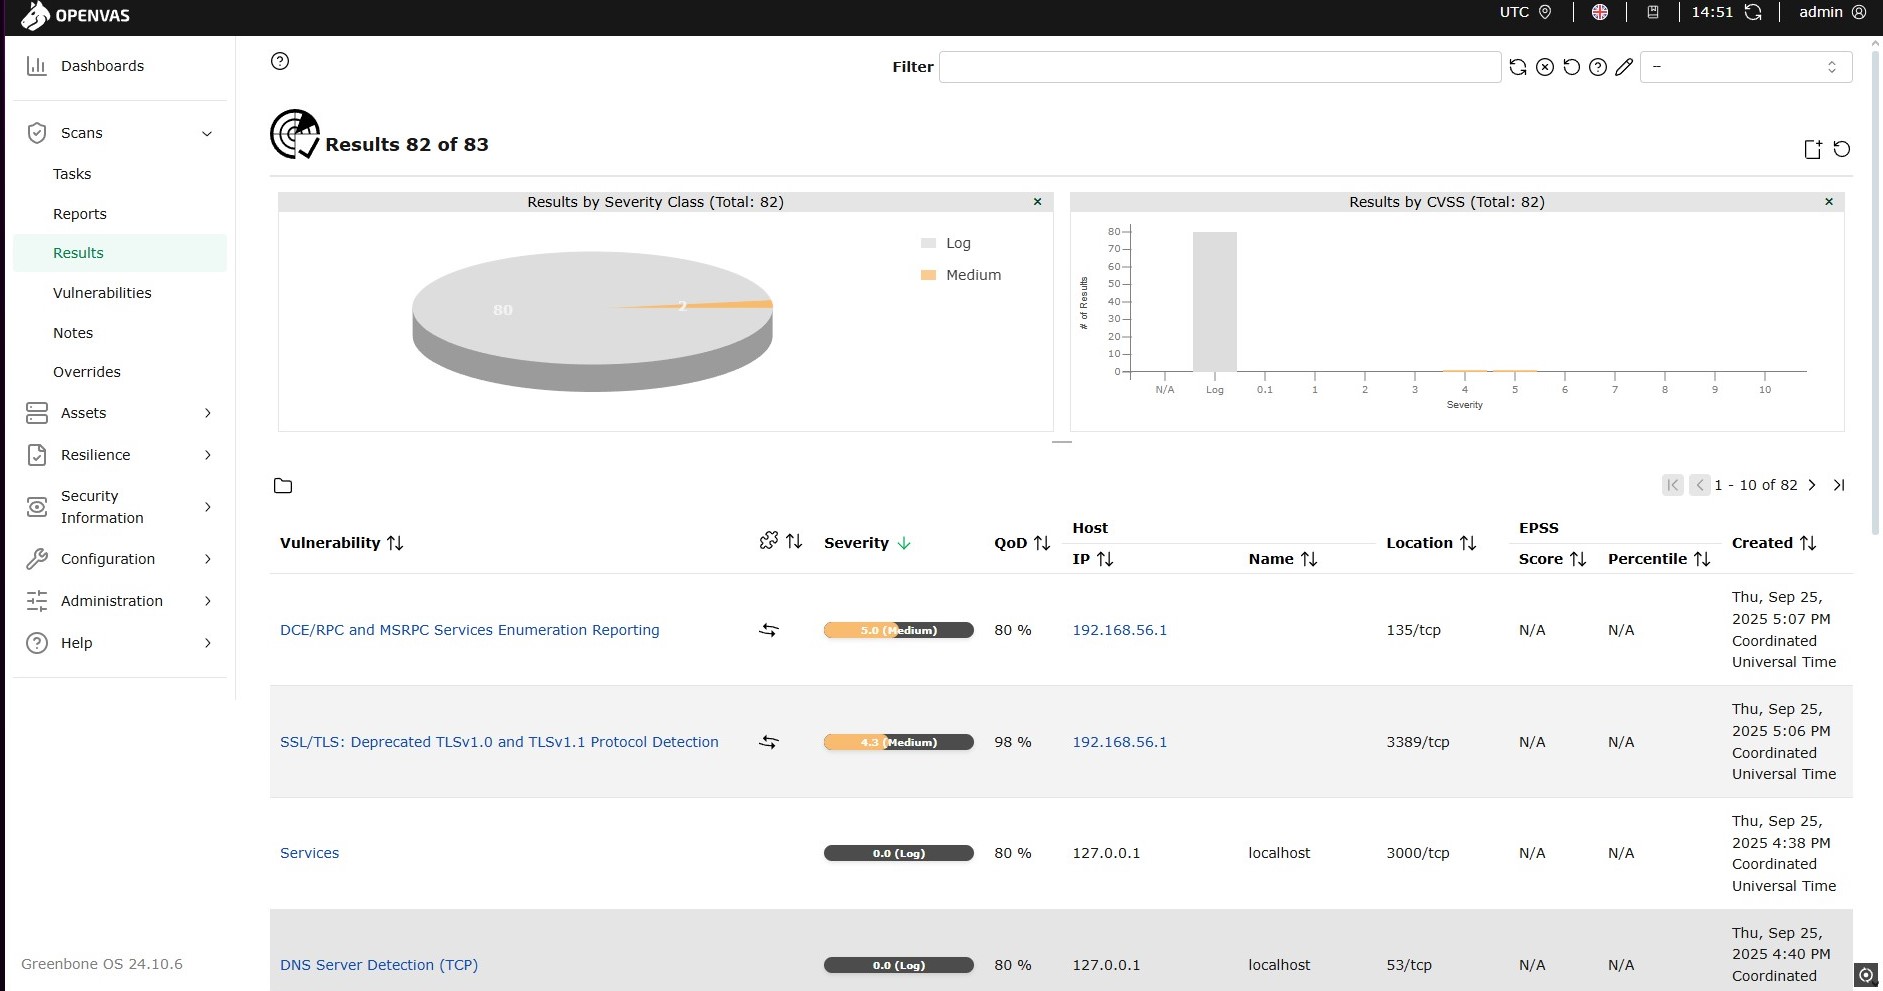 OPENVAS
UTC
14:51
admin
Dashboards
Scans
Tasks
Reports
Results
Vulnerabilities
Notes
Overrides
Assets
Resilience
Security
Information
Configuration
Administration
Help
Greenbone OS 24.10.6
Filter
--
Results 82 of 83
Results by Severity Class (Total: 82)
80
2
Log
Medium
Results by CVSS (Total: 82)
# of Results
80
70
60
50
40
30
20
10
0
N/A Log 0.1 1 2 3 4 5 6 7 8 9 10
Severity
1 - 10 of 82
Vulnerability Severity QoD Host Location EPSS Created
IP Name Score Percentile
DCE/RPC and MSRPC Services Enumeration Reporting 5.0 (Medium) 80 % 192.168.56.1 135/tcp N/A N/A Thu, Sep 25,
2025 5:07 PM
Coordinated
Universal Time
SSL/TLS: Deprecated TLSv1.0 and TLSv1.1 Protocol Detection 4.3 (Medium) 98 % 192.168.56.1 3389/tcp N/A N/A Thu, Sep 25,
2025 5:06 PM
Coordinated
Universal Time
Services 0.0 (Log) 80 % 127.0.0.1 localhost 3000/tcp N/A N/A Thu, Sep 25,
2025 4:38 PM
Coordinated
Universal Time
DNS Server Detection (TCP) 0.0 (Log) 80 % 127.0.0.1 localhost 53/tcp N/A N/A Thu, Sep 25,
2025 4:40 PM
Coordinated